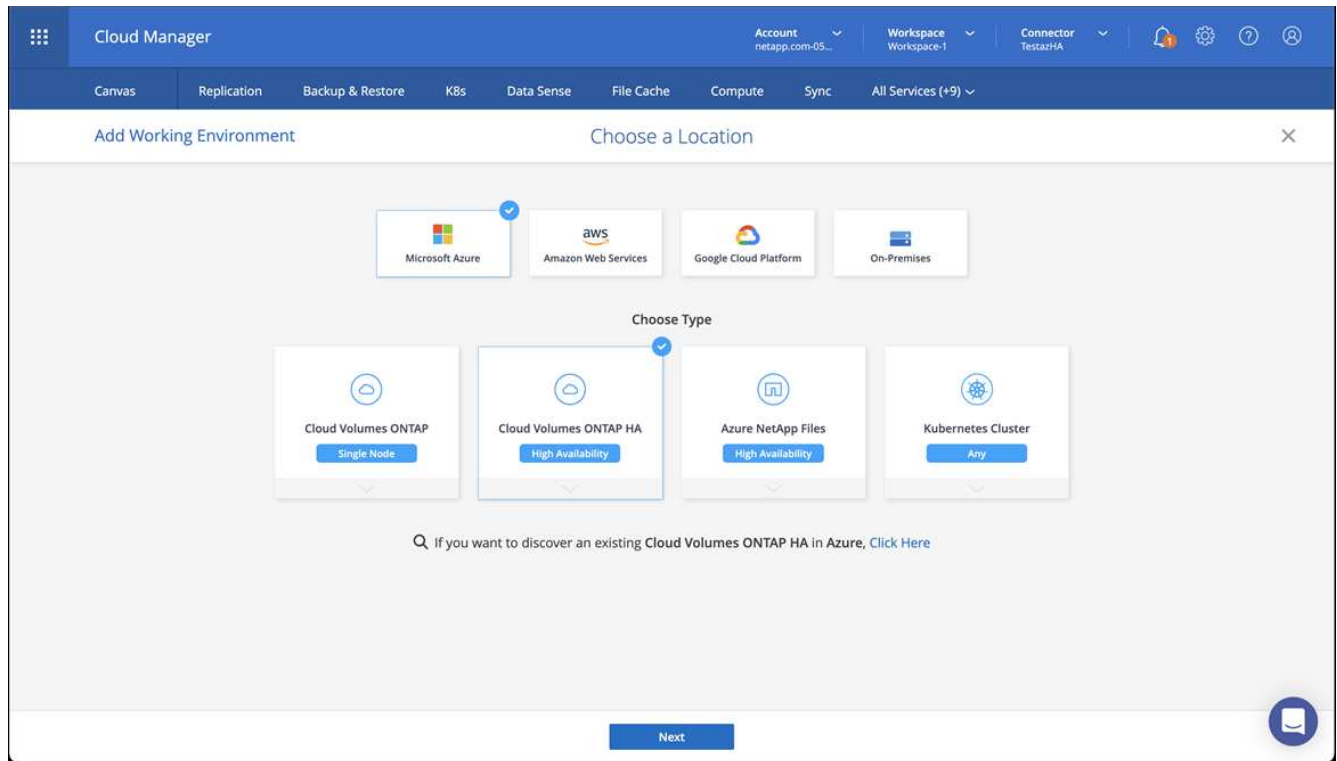 Cloud Manager
Account
netapp.com-05...
Workspace
Workspace-1
Connector
TestazHA
1
Canvas Replication Backup & Restore K8s Data Sense File Cache Compute Sync All Services (+9)
Add Working Environment
Choose a Location
Microsoft Azure
aws
Amazon Web Services
Google Cloud Platform
On-Premises
Choose Type
Cloud Volumes ONTAP
Single Node
Cloud Volumes ONTAP HA
High Availability
Azure NetApp Files
High Availability
Kubernetes Cluster
Any
If you want to discover an existing Cloud Volumes ONTAP HA in Azure, Click Here
Next